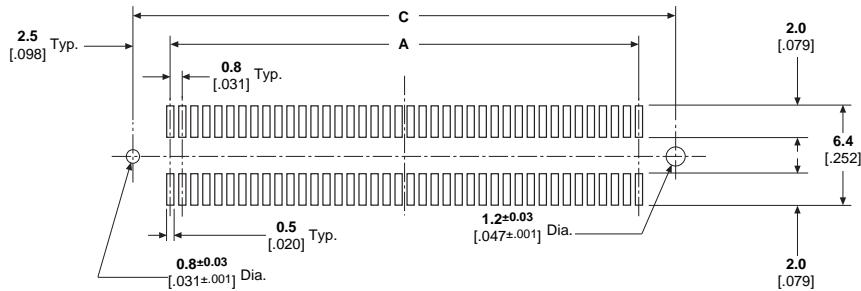 C
2.5 Typ.
[.098]
A
2.0
[.079]
0.8 Typ.
[.031]
6.4
[.252]
0.5 Typ.
[.020]
1.2±0.03 Dia.
[.047±.001]
0.8±0.03 Dia.
[.031±.001]
2.0
[.079]